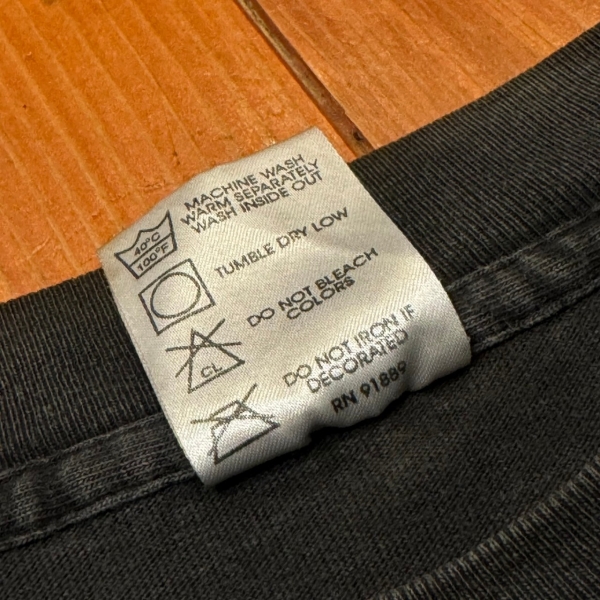 MACHINE WASH
WARM SEPARATELY
WASH INSIDE OUT
40°C
100°F
TUMBLE DRY LOW
DO NOT BLEACH
COLORS
CL
DO NOT IRON IF
DECORATED
RN 91889